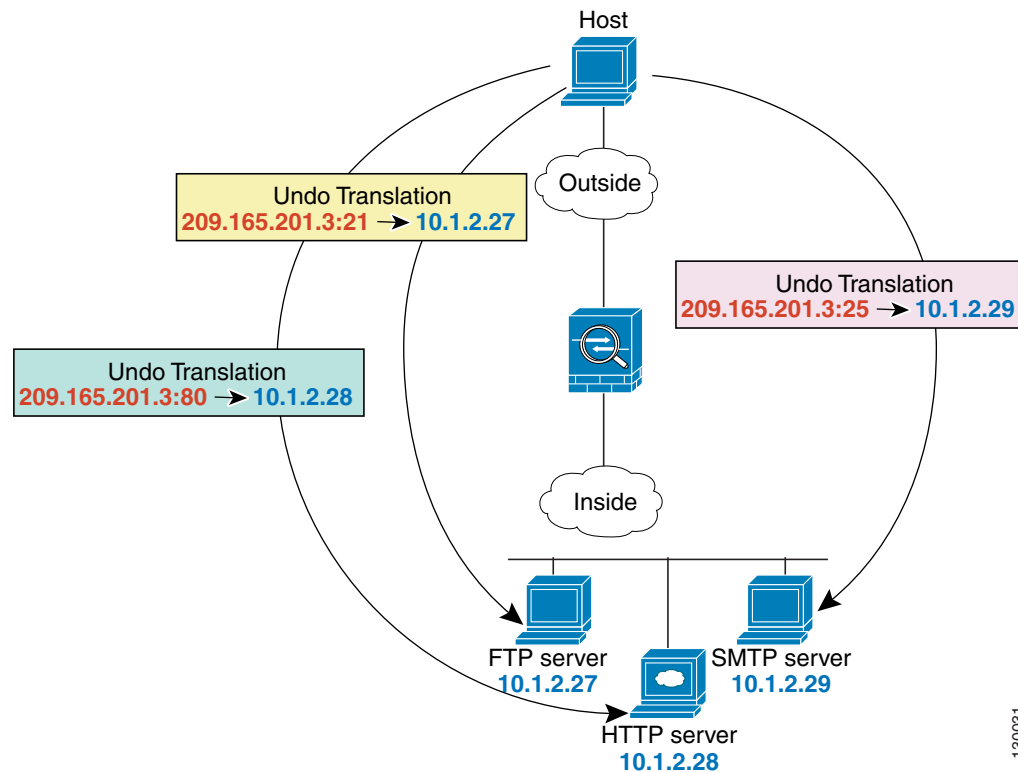 Host
Outside
Undo Translation
209.165.201.3:21 10.1.2.27
Undo Translation
209.165.201.3:25 10.1.2.29
Undo Translation
209.165.201.3:80 10.1.2.28
Inside
FTP server
10.1.2.27
SMTP server
10.1.2.29
HTTP server
10.1.2.28
130031